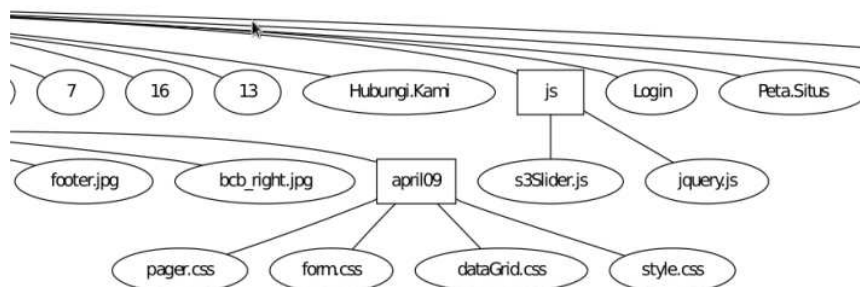 7 16 13 Hubungi.Kami js Login Peta.Situs
footer.jpg bcb_right.jpg april09 s3Slider.js jquery.js
pager.css form.css dataGrid.css style.css